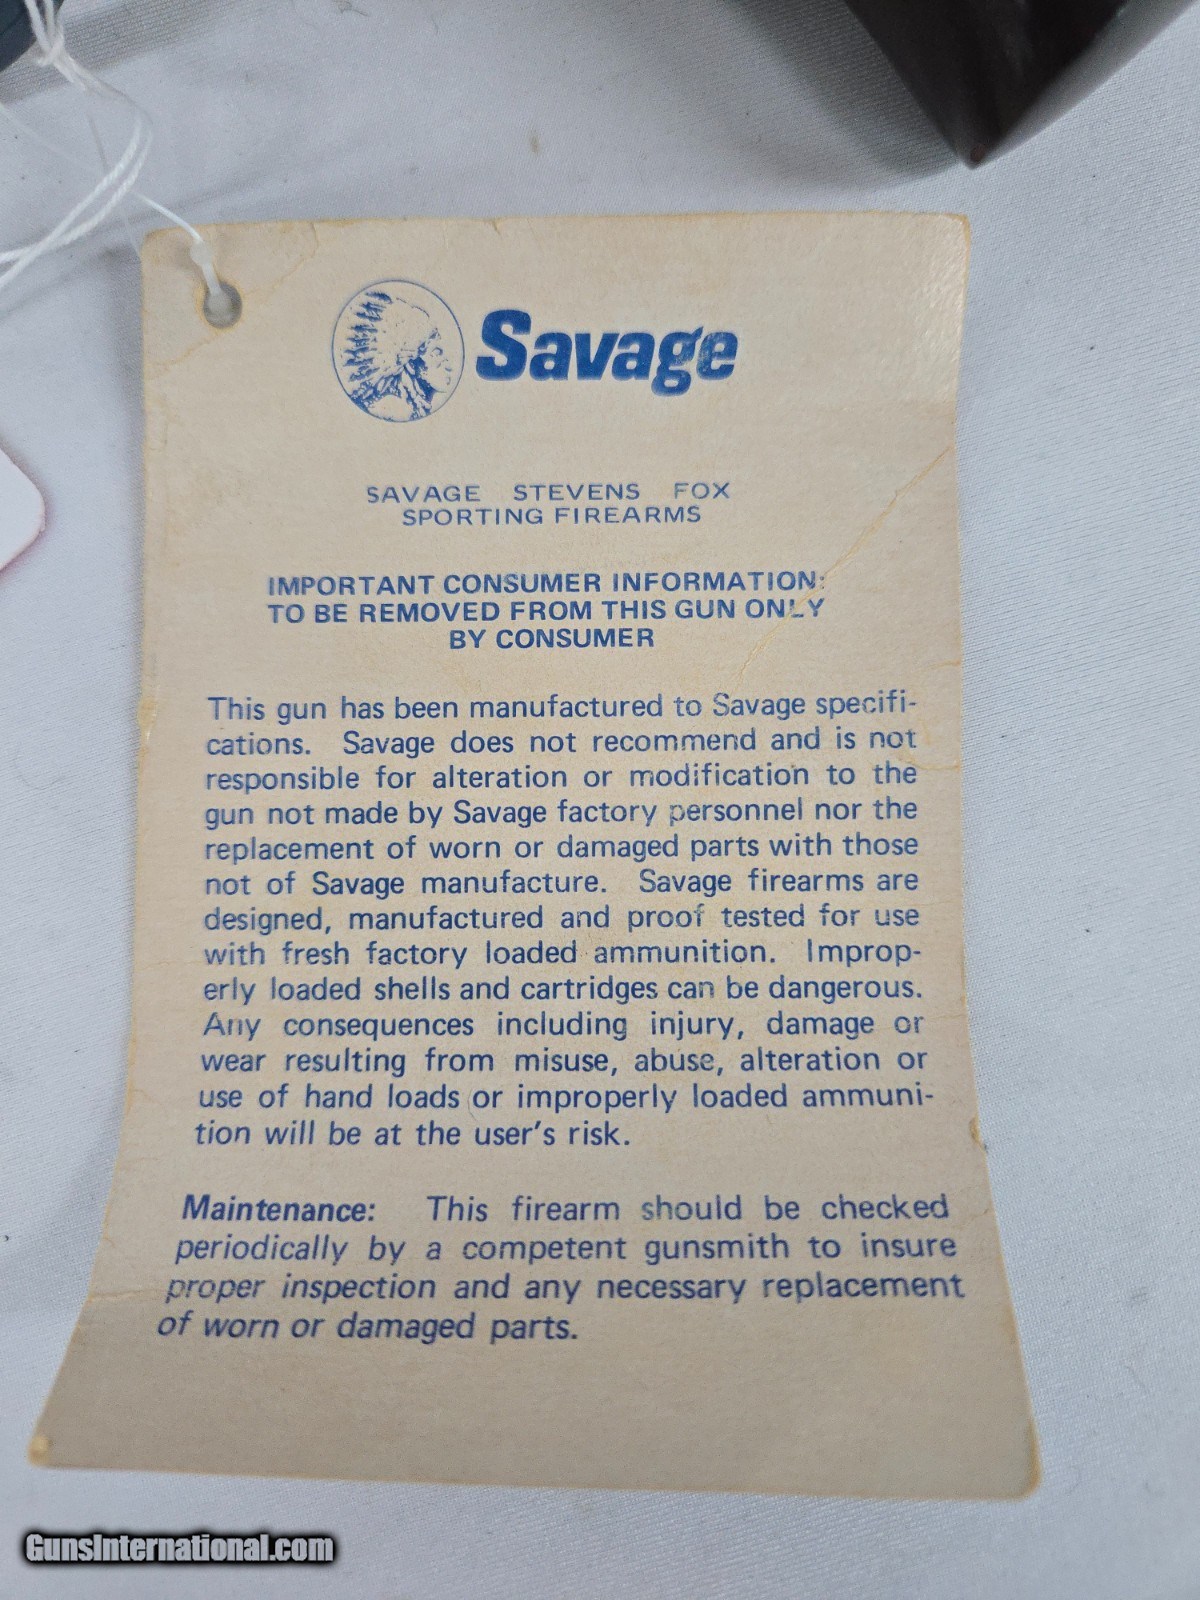 Savage
SAVAGE STEVENS FOX
SPORTING FIREARMS
IMPORTANT CONSUMER INFORMATION:
TO BE REMOVED FROM THIS GUN ONLY
BY CONSUMER
This gun has been manufactured to Savage specifi-
cations. Savage does not recommend and is not
responsible for alteration or modification to the
gun not made by Savage factory personnel nor the
replacement of worn or damaged parts with those
not of Savage manufacture. Savage firearms are
designed, manufactured and proof tested for use
with fresh factory loaded ammunition. Improp-
erly loaded shells and cartridges can be dangerous.
Any consequences including injury, damage or
wear resulting from misuse, abuse, alteration or
use of hand loads or improperly loaded ammuni-
tion will be at the user's risk.
Maintenance: This firearm should be checked
periodically by a competent gunsmith to insure
proper inspection and any necessary replacement
of worn or damaged parts.
GunsInternational.com